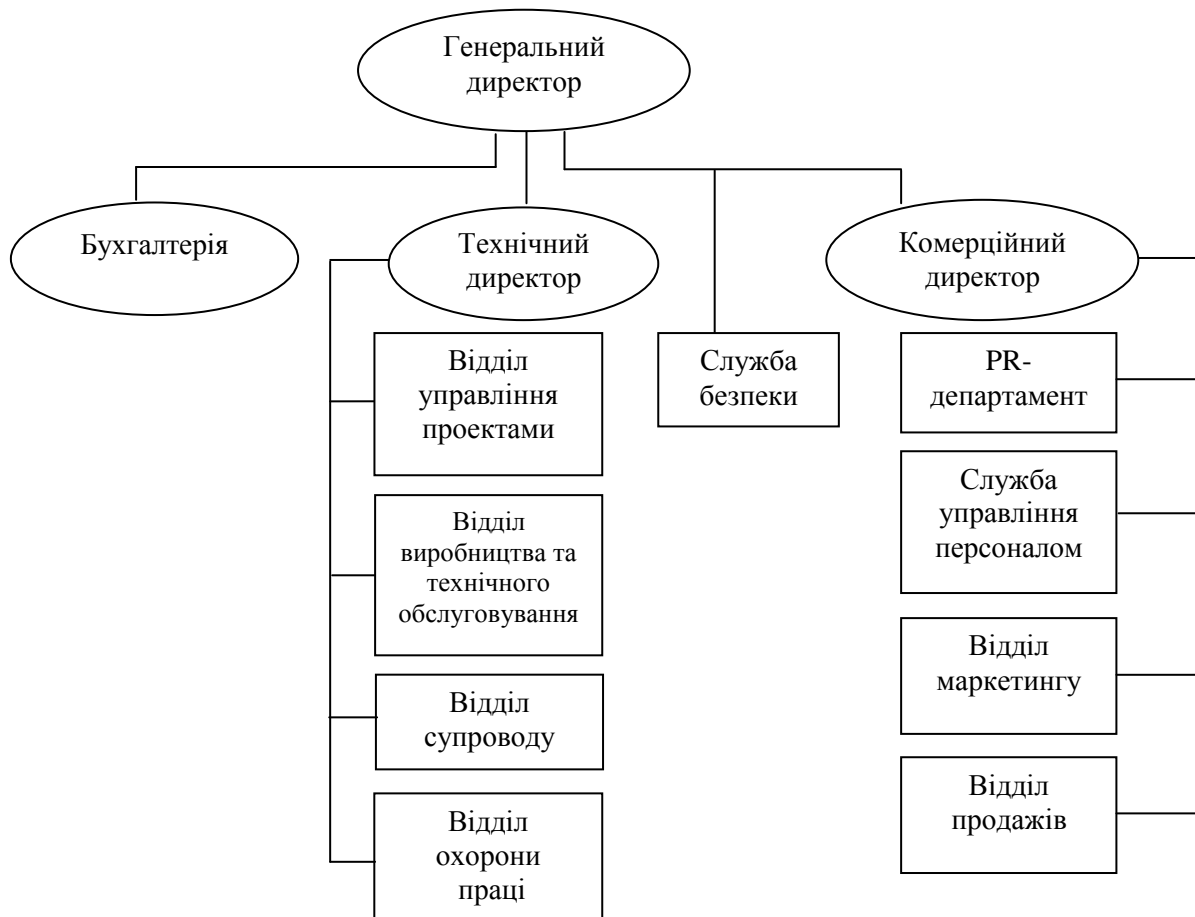 Генеральний
директор
Бухгалтерія
Технічний
директор
Комерційний
директор
Відділ
управління
проектами
Служба
безпеки
PR-
департамент
Служба
управління
персоналом
Відділ
виробництва та
технічного
обслуговування
Відділ
маркетингу
Відділ
супроводу
Відділ
продажів
Відділ
охорони
праці